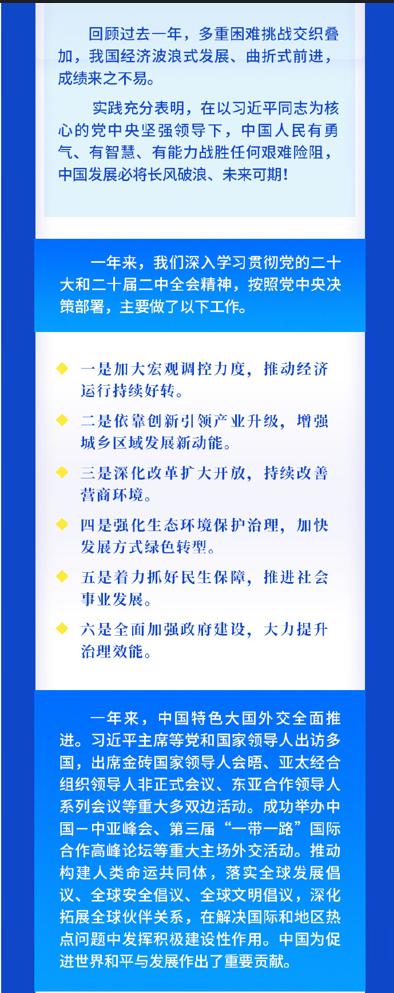 回顾过去一年，多重困难挑战交织叠
加，我国经济波浪式发展、曲折式前进，
成绩来之不易。
实践充分表明，在以习近平同志为核
心的党中央坚强领导下，中国人民有勇
气、有智慧、有能力战胜任何艰难险阻，
中国发展必将长风破浪、未来可期！
一年来，我们深入学习贯彻党的二十
大和二十届二中全会精神，按照党中央决
策部署，主要做了以下工作。
一是加大宏观调控力度，推动经济
运行持续好转。
二是依靠创新引领产业升级，增强
城乡区域发展新动能。
三是深化改革扩大开放，持续改善
营商环境。
四是强化生态环境保护治理，加快
发展方式绿色转型。
五是着力抓好民生保障，推进社会
事业发展。
六是全面加强政府建设，大力提升
治理效能。
一年来，中国特色大国外交全面推
进。习近平主席等党和国家领导人出访多
国，出席金砖国家领导人会晤、亚太经合
组织领导人非正式会议、东亚合作领导人
系列会议等重大多双边活动。成功举办中
国－中亚峰会、第三届“一带一路”国际
合作高峰论坛等重大主场外交活动。推动
构建人类命运共同体，落实全球发展倡
议、全球安全倡议、全球文明倡议，深化
拓展全球伙伴关系，在解决国际和地区热
点问题中发挥积极建设性作用。中国为促
进世界和平与发展作出了重要贡献。